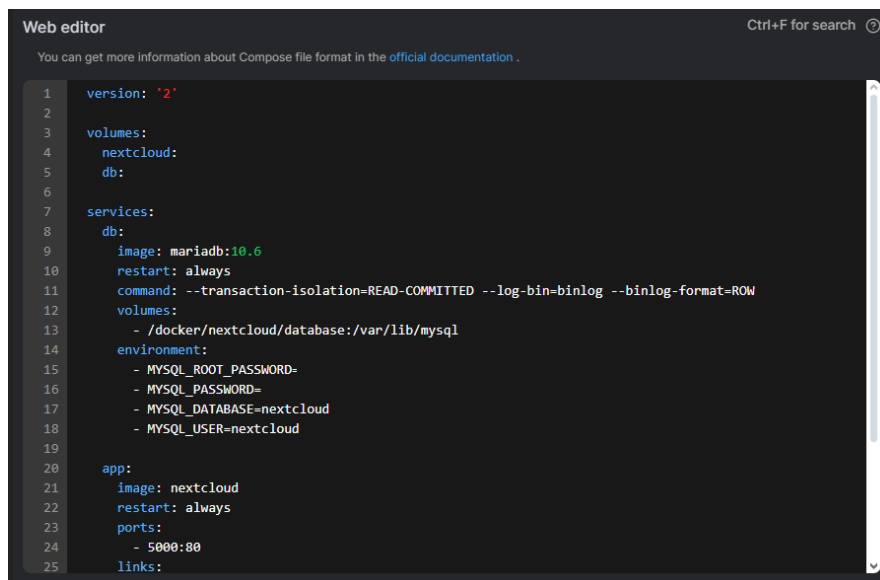 Web editor
Ctrl+F for search
You can get more information about Compose file format in the official documentation .
1 version: '2'
2
3 volumes:
4 nextcloud:
5 db:
6
7 services:
8 db:
9 image: mariadb:10.6
10 restart: always
11 command: --transaction-isolation=READ-COMMITTED --log-bin=binlog --binlog-format=ROW
12 volumes:
13 - /docker/nextcloud/database:/var/lib/mysql
14 environment:
15 - MYSQL_ROOT_PASSWORD=
16 - MYSQL_PASSWORD=
17 - MYSQL_DATABASE=nextcloud
18 - MYSQL_USER=nextcloud
19
20 app:
21 image: nextcloud
22 restart: always
23 ports:
24 - 5000:80
25 links: